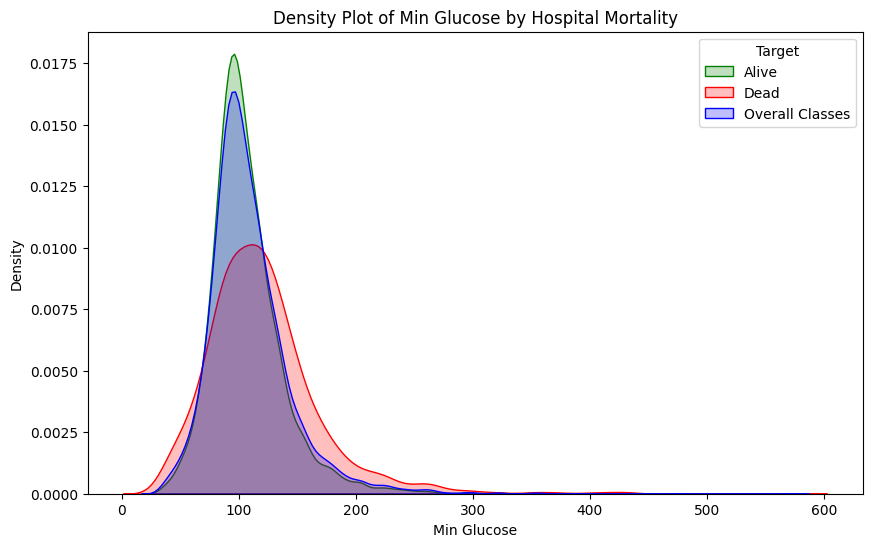 Density Plot of Min Glucose by Hospital Mortality
Target
Alive
Dead
Overall Classes
Density
0.0175
0.0150
0.0125
0.0100
0.0075
0.0050
0.0025
0.0000
0 100 200 300 400 500 600
Min Glucose